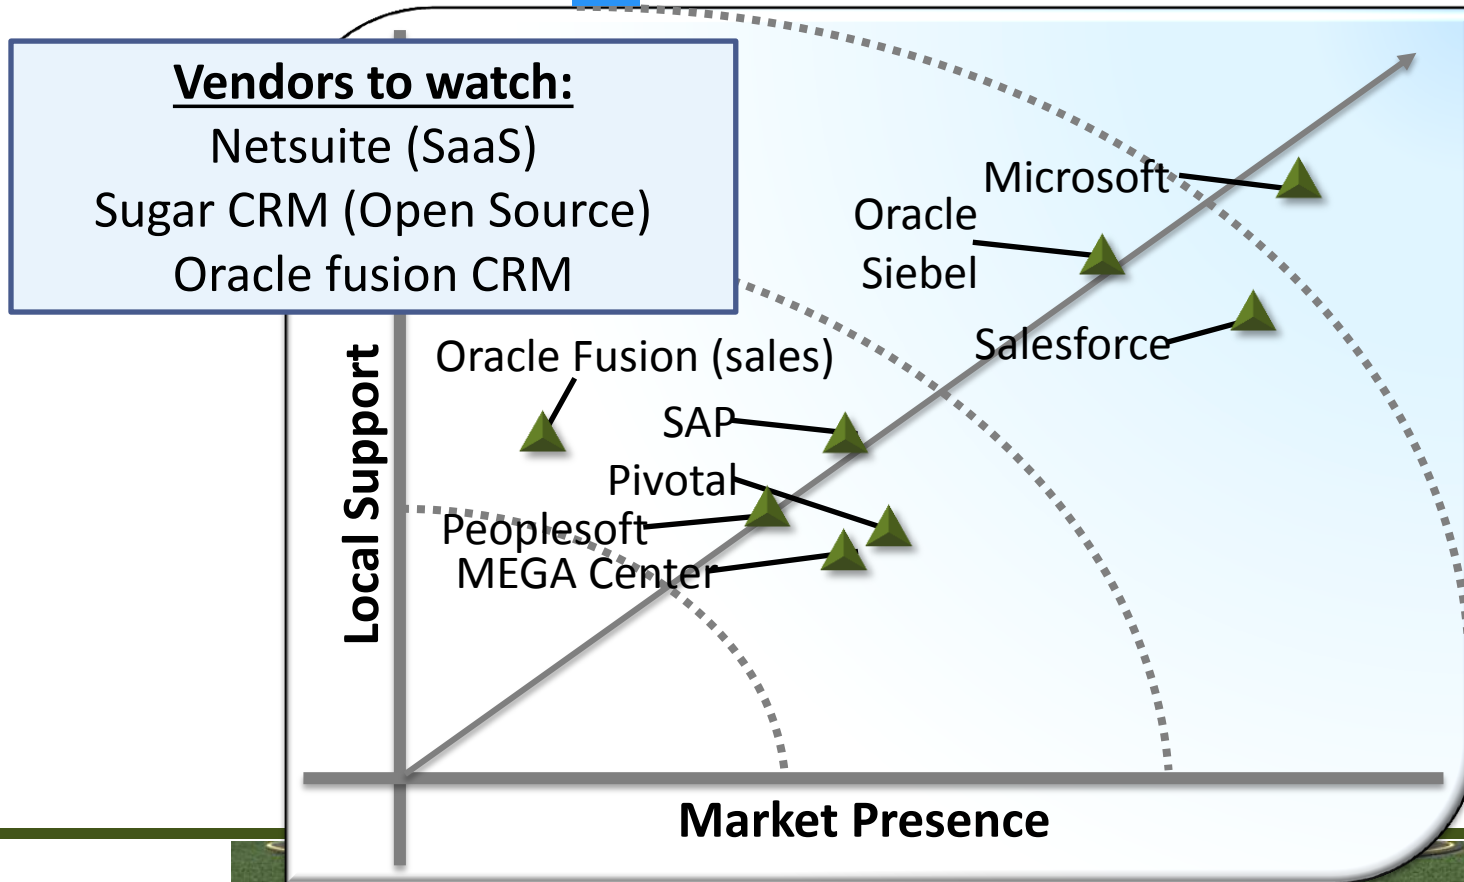 Vendors to watch:
Netsuite (SaaS)
Sugar CRM (Open Source)
Oracle fusion CRM
Microsoft
Oracle
Siebel
Salesforce
Oracle Fusion (sales)
SAP
Pivotal
Peoplesoft
MEGA Center
Local Support
Market Presence